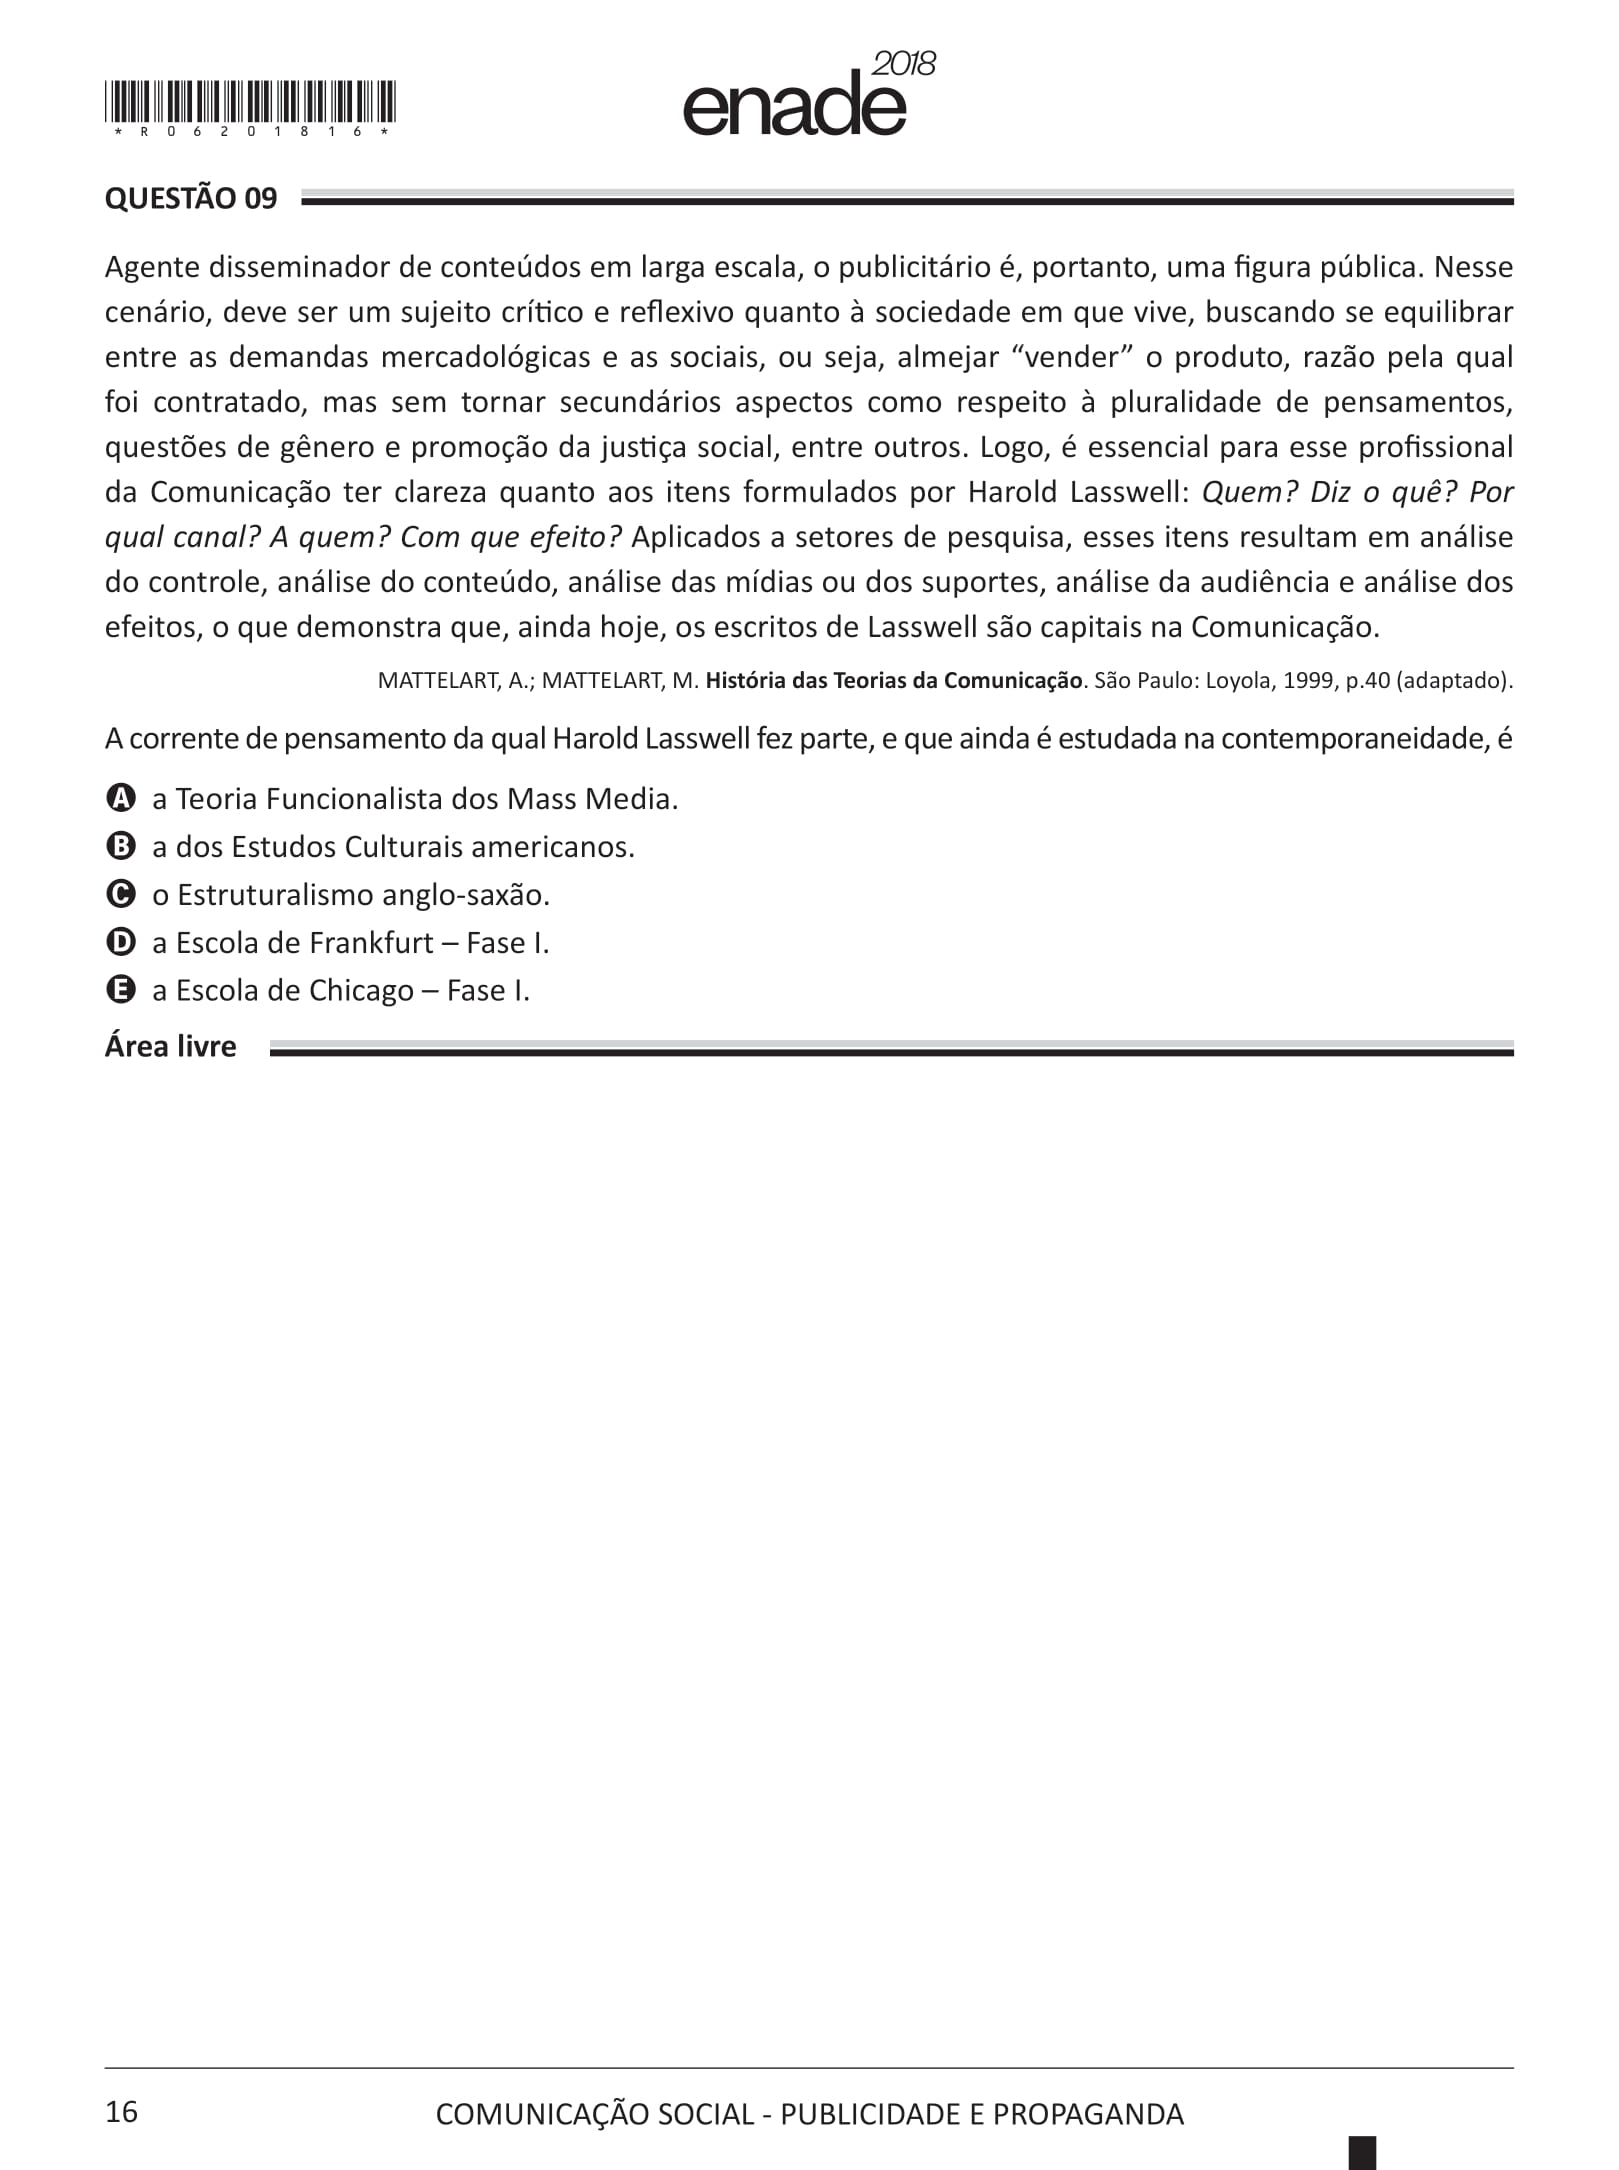 *R06201816*
enade 2018
QUESTÃO 09
Agente disseminador de conteúdos em larga escala, o publicitário é, portanto, uma figura pública. Nesse
cenário, deve ser um sujeito crítico e reflexivo quanto à sociedade em que vive, buscando se equilibrar
entre as demandas mercadológicas e as sociais, ou seja, almejar “vender” o produto, razão pela qual
foi contratado, mas sem tornar secundários aspectos como respeito à pluralidade de pensamentos,
questões de gênero e promoção da justiça social, entre outros. Logo, é essencial para esse profissional
da Comunicação ter clareza quanto aos itens formulados por Harold Lasswell: Quem? Diz o quê? Por
qual canal? A quem? Com que efeito? Aplicados a setores de pesquisa, esses itens resultam em análise
do controle, análise do conteúdo, análise das mídias ou dos suportes, análise da audiência e análise dos
efeitos, o que demonstra que, ainda hoje, os escritos de Lasswell são capitais na Comunicação.
MATTELART, A.; MATTELART, M. História das Teorias da Comunicação. São Paulo: Loyola, 1999, p.40 (adaptado).
A corrente de pensamento da qual Harold Lasswell fez parte, e que ainda é estudada na contemporaneidade, é
A a Teoria Funcionalista dos Mass Media.
B a dos Estudos Culturais americanos.
C o Estruturalismo anglo-saxão.
D a Escola de Frankfurt – Fase I.
E a Escola de Chicago – Fase I.
Área livre
16
COMUNICAÇÃO SOCIAL - PUBLICIDADE E PROPAGANDA